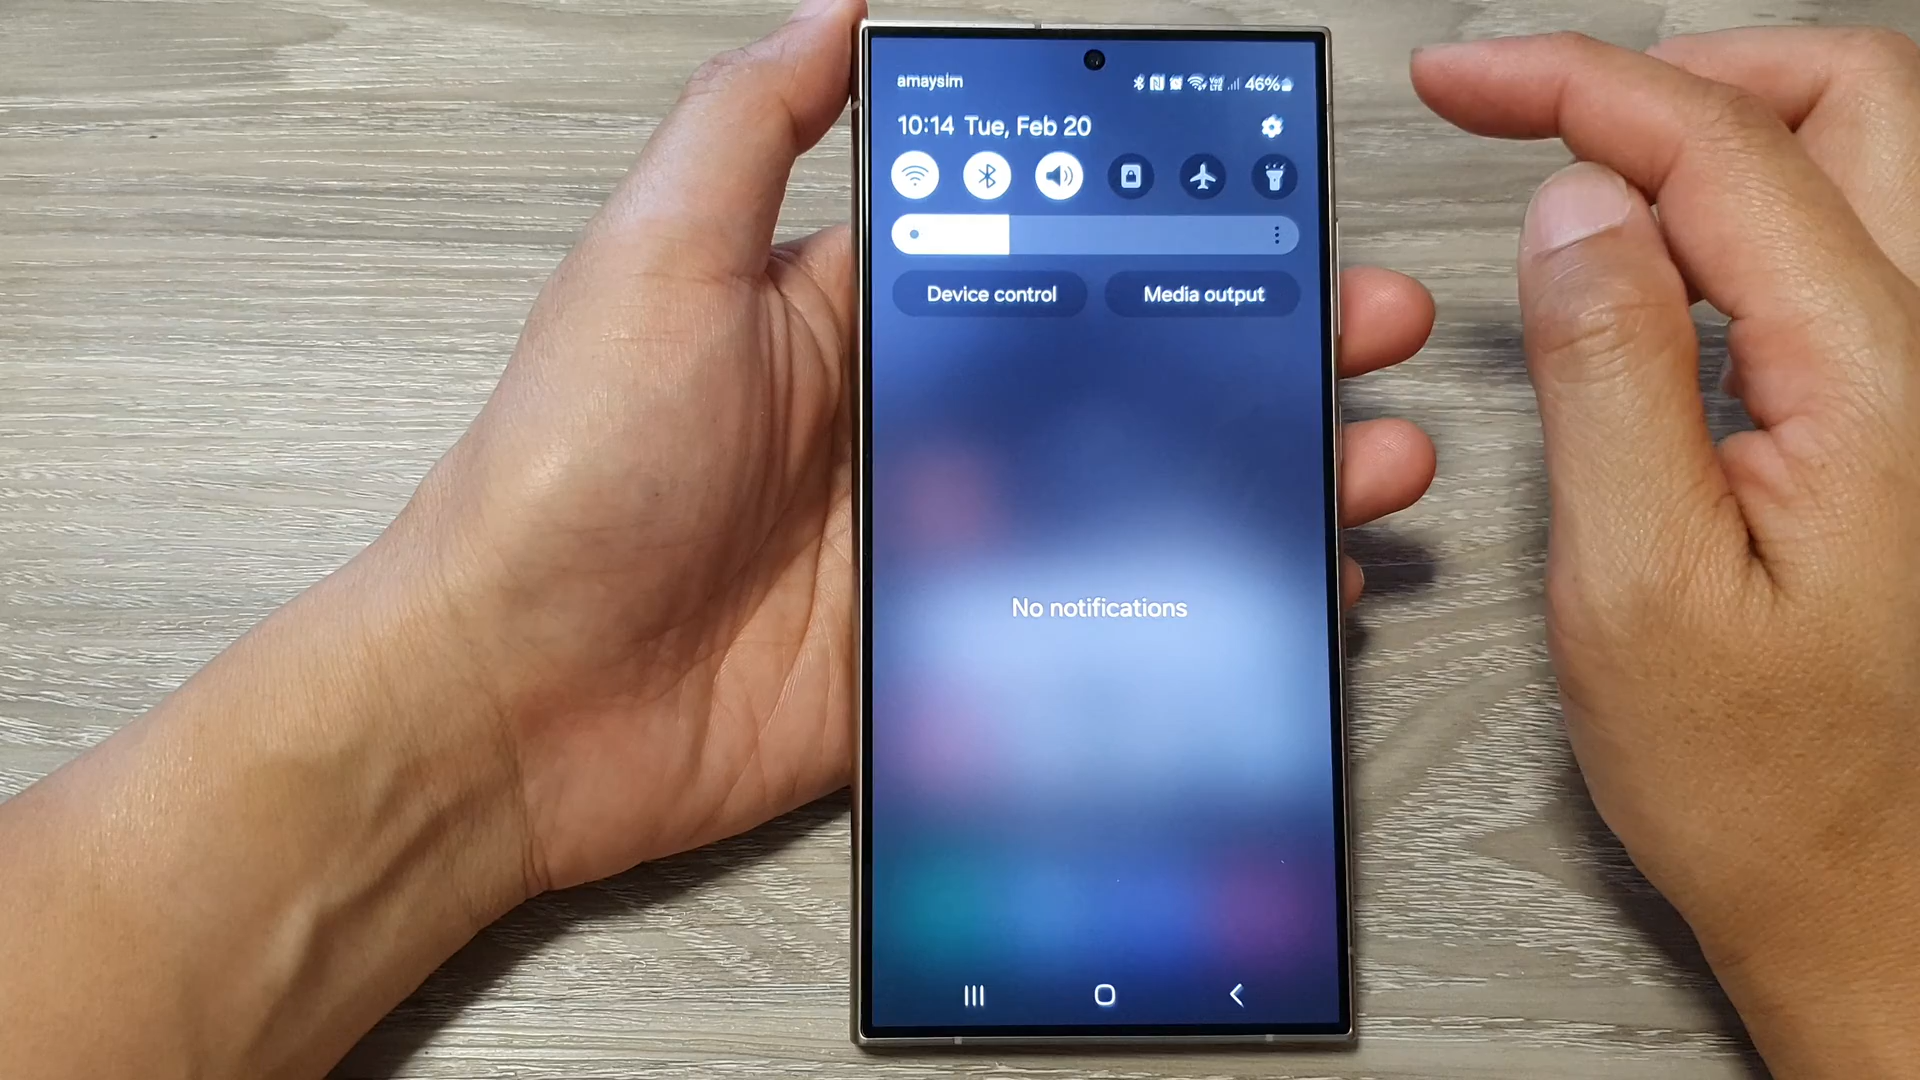 amaysim 46%
10:14 Tue, Feb 20
Device control Media output
No notifications